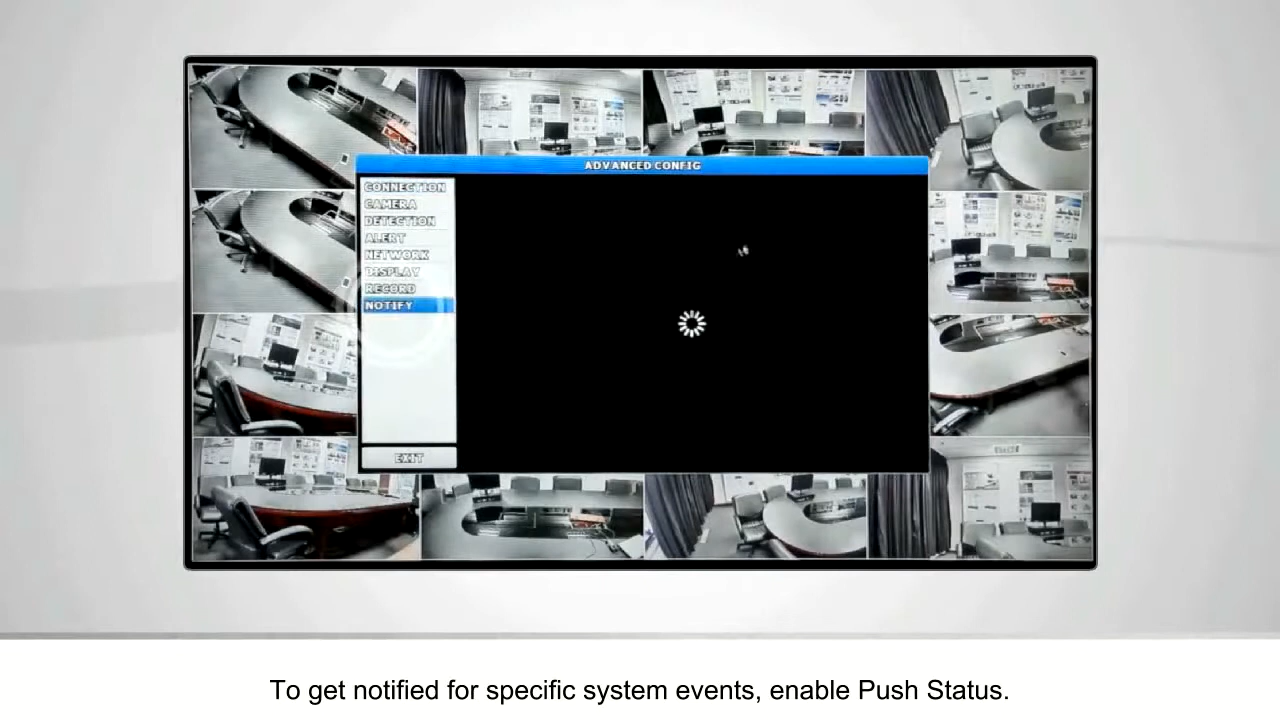 ADVANCED CONFIG
CONNECTION
CAMERA
DETECTION
ALERT
NETWORK
DISPLAY
RECORD
NOTIFY
EXIT
To get notified for specific system events, enable Push Status.